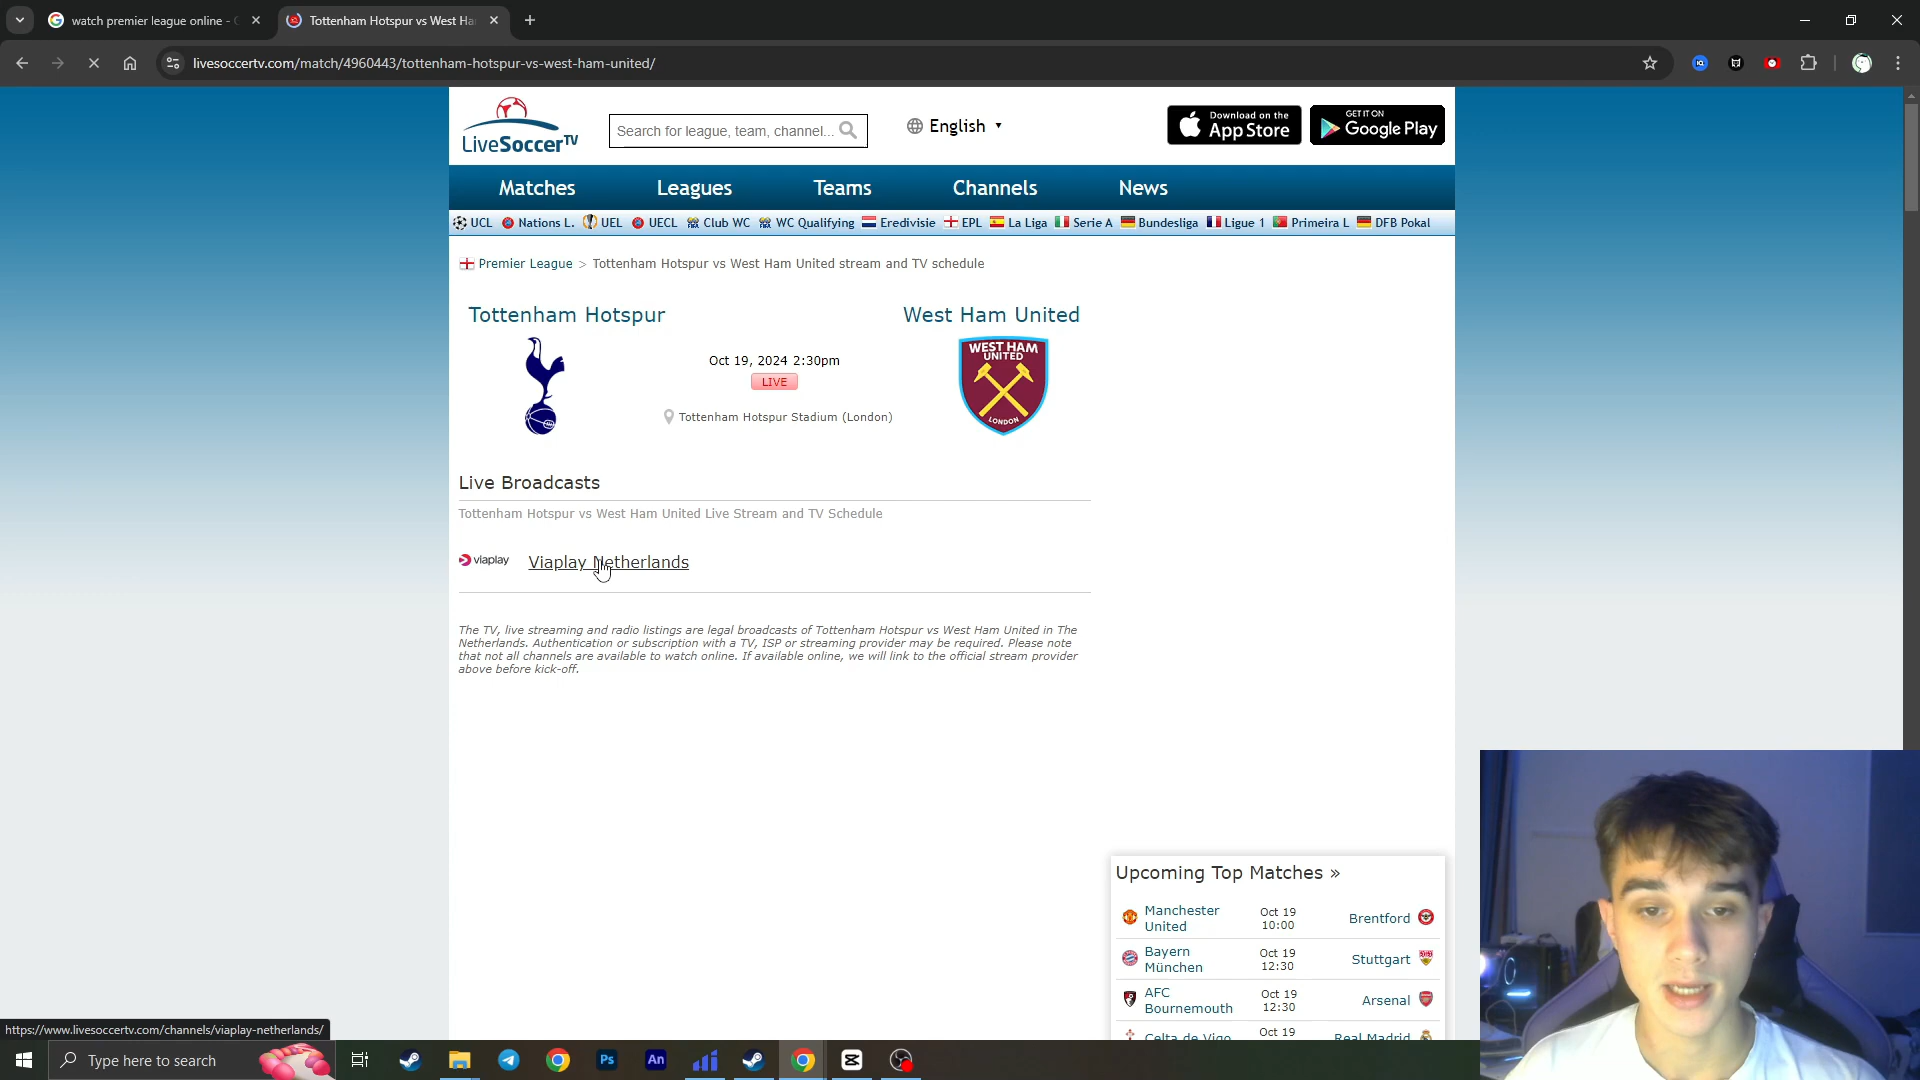 watch premier league online -
Tottenham Hotspur vs West Ha
livesoccertv.com/match/4960443/tottenham-hotspur-vs-west-ham-united/
LiveSoccerTV
Search for league, team, channel...
English
Download on the
App Store
GET IT ON
Google Play
Matches Leagues Teams Channels News
UCL Nations L. UEL UECL Club WC WC Qualifying Eredivisie EPL La Liga Serie A Bundesliga Ligue 1 Primeira L DFB Pokal
Premier League > Tottenham Hotspur vs West Ham United stream and TV schedule
Tottenham Hotspur
West Ham United
WEST HAM
UNITED
LONDON
Oct 19, 2024 2:30pm
LIVE
Tottenham Hotspur Stadium (London)
Live Broadcasts
Tottenham Hotspur vs West Ham United Live Stream and TV Schedule
viaplay Viaplay Netherlands
The TV, live streaming and radio listings are legal broadcasts of Tottenham Hotspur vs West Ham United in The
Netherlands. Authentication or subscription with a TV, ISP or streaming provider may be required. Please note
that not all channels are available to watch online. If available online, we will link to the official stream provider
above before kick-off.
Upcoming Top Matches »
Manchester United Oct 19 10:00 Brentford
Bayern München Oct 19 12:30 Stuttgart
AFC Bournemouth Oct 19 12:30 Arsenal
Celta de Vigo Oct 19 Real Madrid
https://www.livesoccertv.com/channels/viaplay-netherlands/
Type here to search
Ps
An